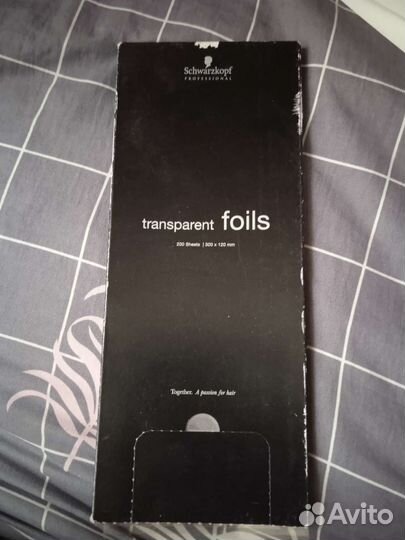 Schwarzkopf
PROFESSIONAL
transparent foils
200 Sheets | 300 x 120 mm
Together. A passion for hair
Avito